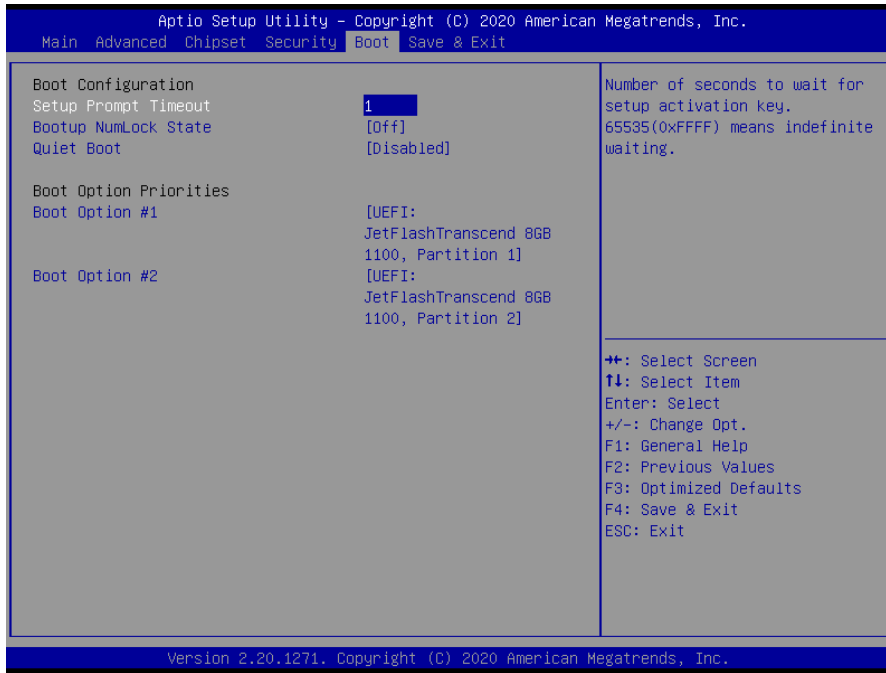 Aptio Setup Utility – Copyright (C) 2020 American Megatrends, Inc.
Main Advanced Chipset Security Boot Save & Exit
Boot Configuration
Setup Prompt Timeout 1
Bootup NumLock State [Off]
Quiet Boot [Disabled]
Boot Option Priorities
Boot Option #1 [UEFI:
JetFlashTranscend 8GB
1100, Partition 1]
Boot Option #2 [UEFI:
JetFlashTranscend 8GB
1100, Partition 2]
Number of seconds to wait for
setup activation key.
65535(0xFFFF) means indefinite
waiting.
→←: Select Screen
↑↓: Select Item
Enter: Select
+/-: Change Opt.
F1: General Help
F2: Previous Values
F3: Optimized Defaults
F4: Save & Exit
ESC: Exit
Version 2.20.1271. Copyright (C) 2020 American Megatrends, Inc.